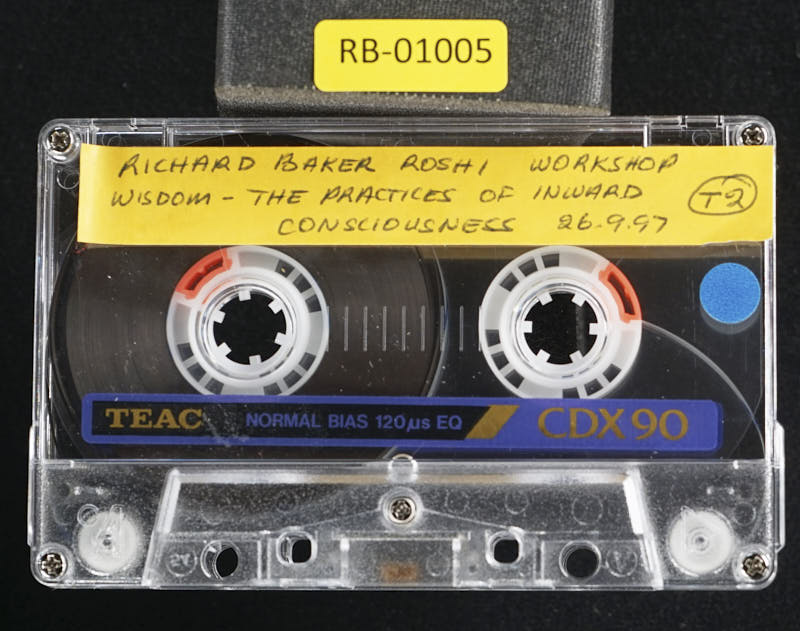 RB-01005
RICHARD BAKER ROSHI WORKSHOP
WISDOM - THE PRACTICES OF INWARD
CONSCIOUSNESS 26.9.97
T2
TEAC NORMAL BIAS 120µs EQ CDX90